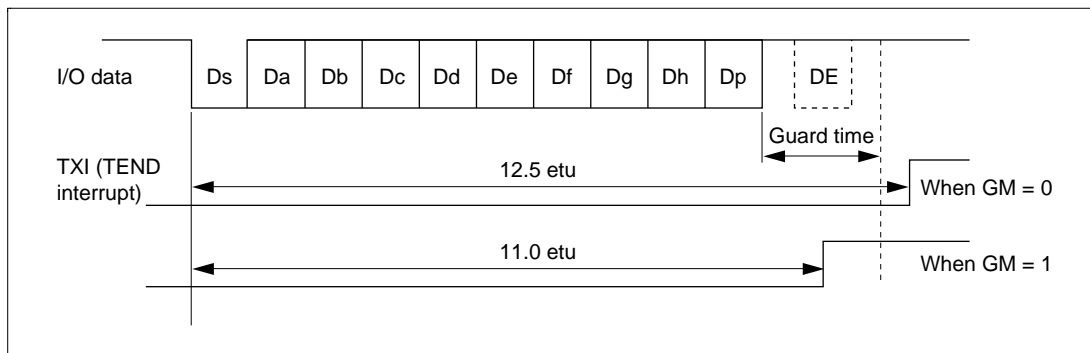 I/O data
Ds Da Db Dc Dd De Df Dg Dh Dp DE
Guard time
TXI (TEND
interrupt)
12.5 etu
When GM = 0
11.0 etu
When GM = 1